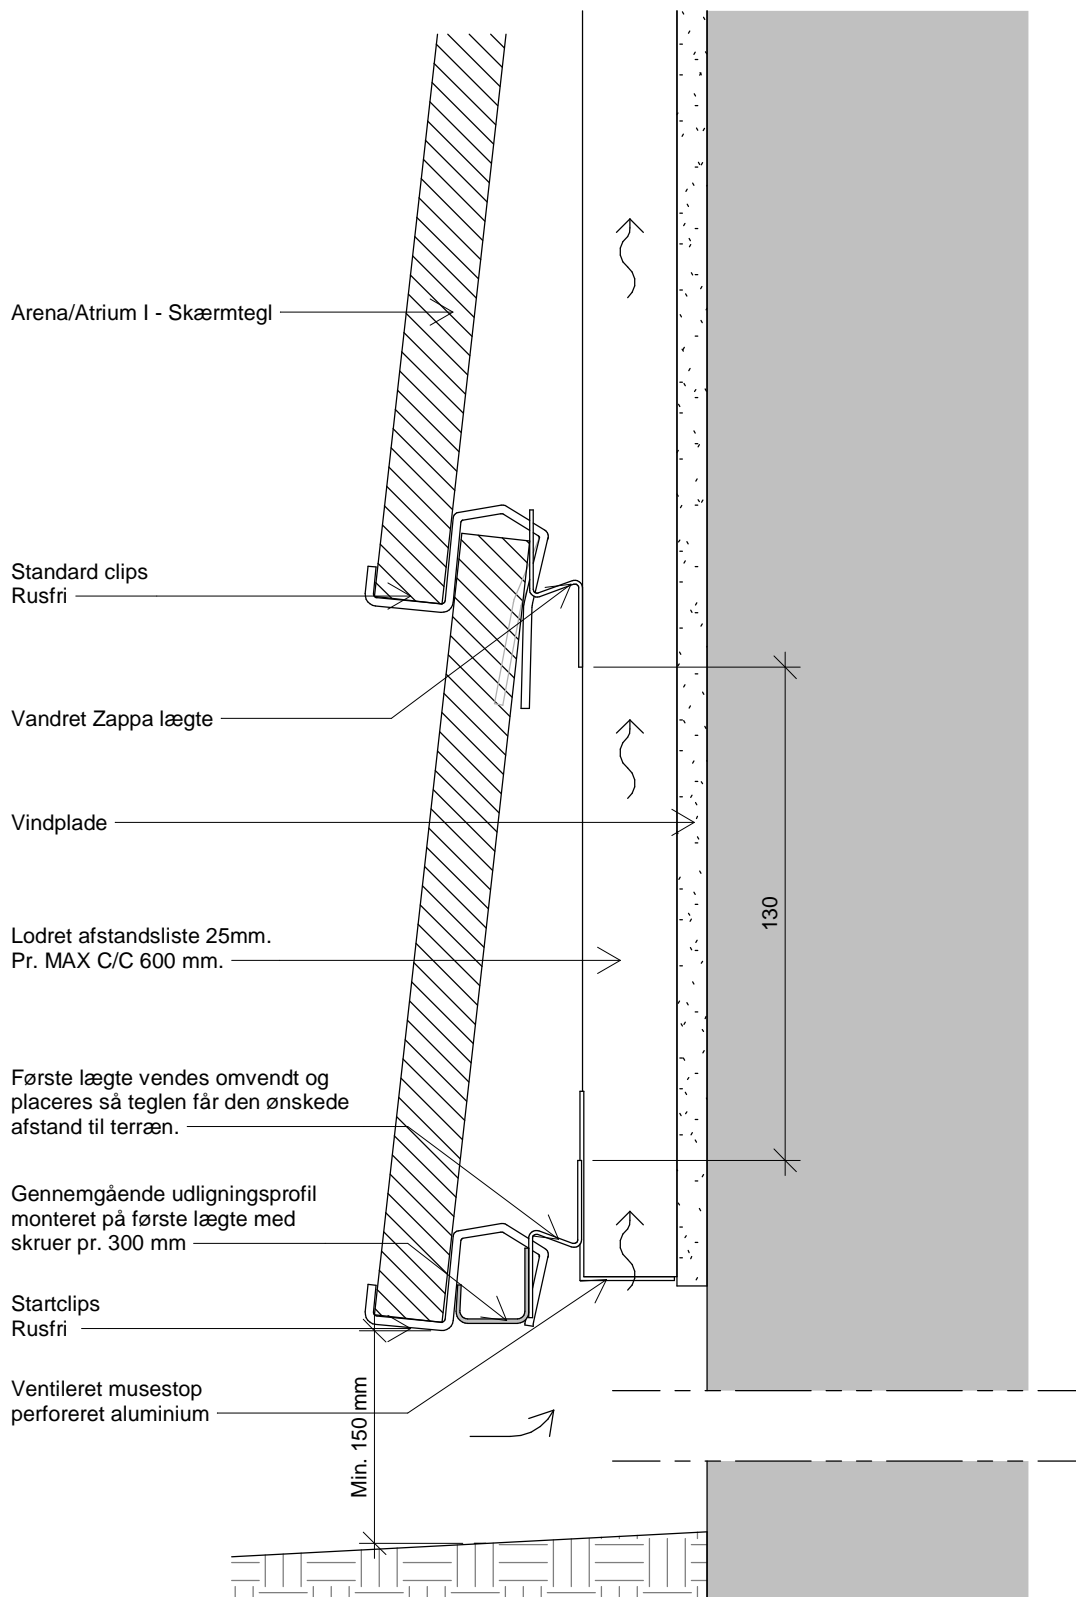 Arena/Atrium I - Skærmtegl
Standard clips
Rusfri
Vandret Zappa lægte
Vindplade
130
Lodret afstandsliste 25mm.
Pr. MAX C/C 600 mm.
Første lægte vendes omvendt og
placeres så teglen får den ønskede
afstand til terræn.
Gennemgående udligningsprofil
monteret på første lægte med
skruer pr. 300 mm
Startclips
Rusfri
Ventileret musestop
perforeret aluminium
Min. 150 mm